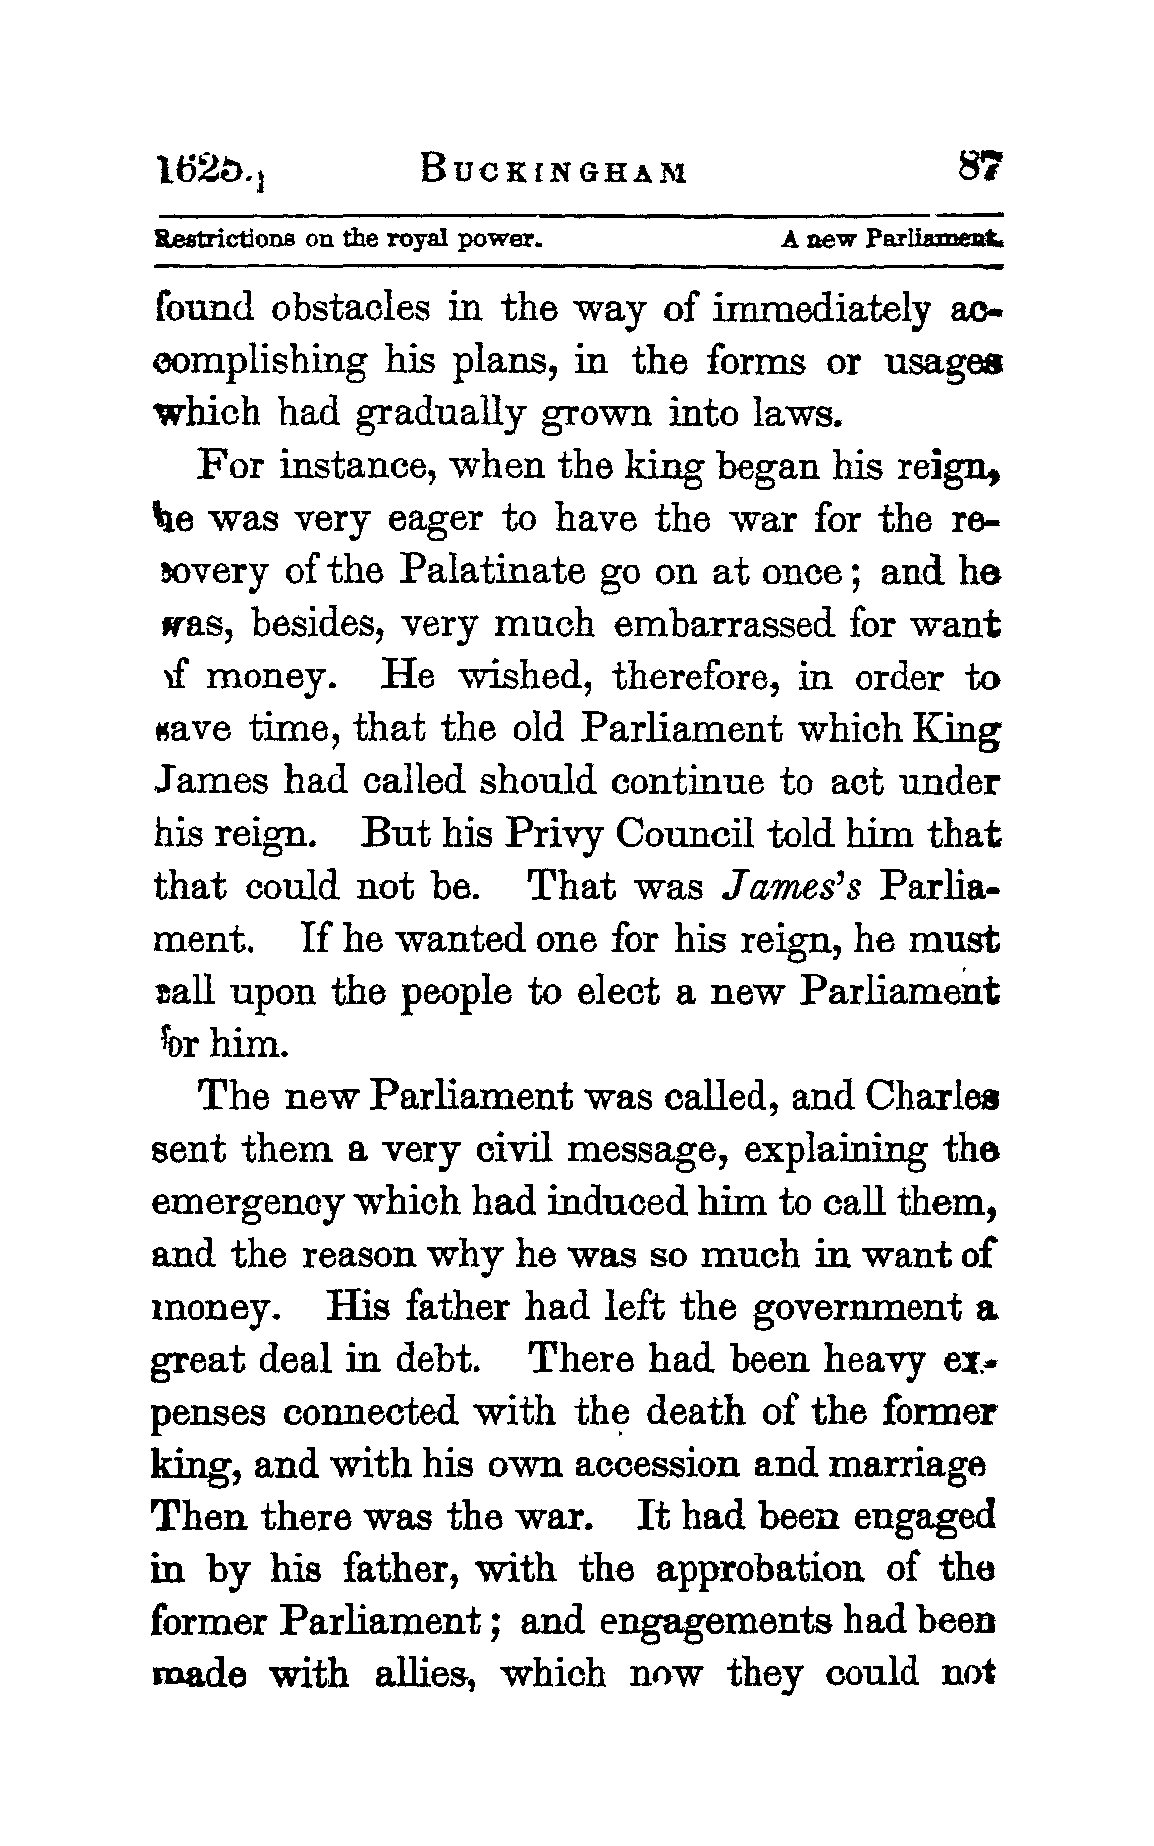 1625.] BUCKINGHAM 87
Restrictions on the royal power. A new Parliament.
found obstacles in the way of immediately ac-
complishing his plans, in the forms or usages
which had gradually grown into laws.
For instance, when the king began his reign,
he was very eager to have the war for the re-
covery of the Palatinate go on at once; and he
was, besides, very much embarrassed for want
of money. He wished, therefore, in order to
save time, that the old Parliament which King
James had called should continue to act under
his reign. But his Privy Council told him that
that could not be. That was James's Parlia-
ment. If he wanted one for his reign, he must
call upon the people to elect a new Parliament
for him.
The new Parliament was called, and Charles
sent them a very civil message, explaining the
emergency which had induced him to call them,
and the reason why he was so much in want of
money. His father had left the government a
great deal in debt. There had been heavy ex-
penses connected with the death of the former
king, and with his own accession and marriage
Then there was the war. It had been engaged
in by his father, with the approbation of the
former Parliament; and engagements had been
made with allies, which now they could not